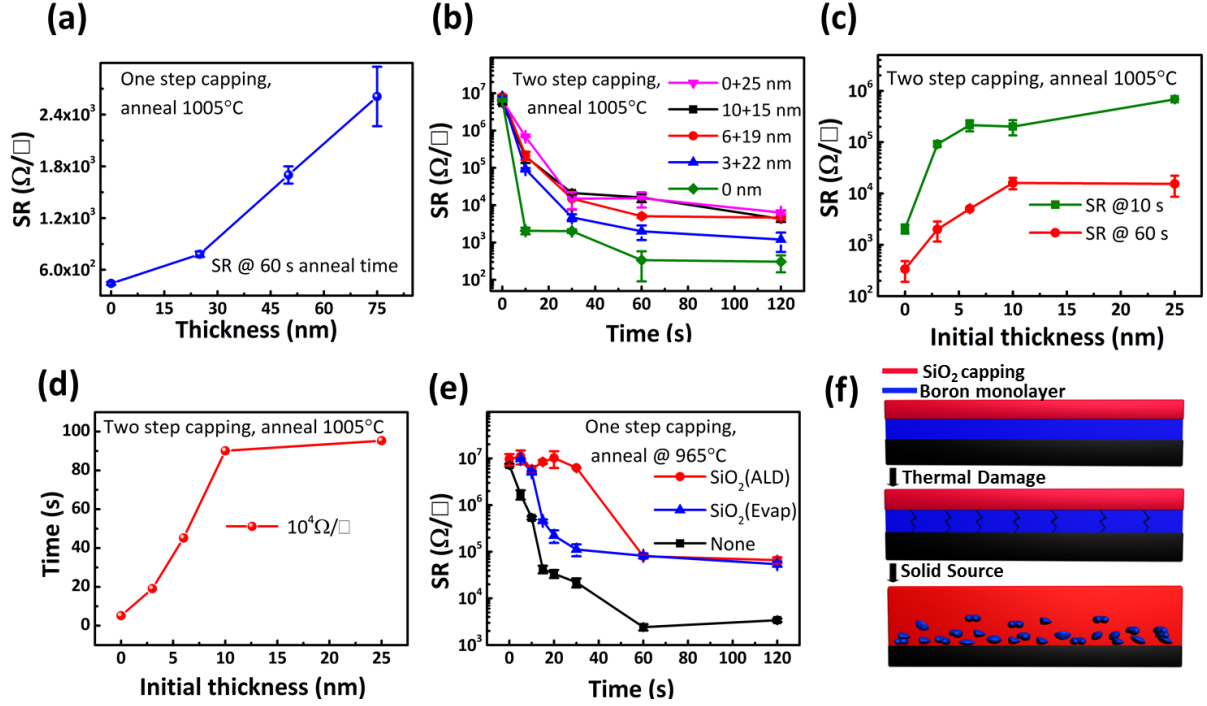 (a)
One step capping,
anneal 1005°C
2.4x10³
1.8x10³
1.2x10³
6.0x10²
SR (Ω/□)
SR @ 60 s anneal time
0 15 30 45 60 75
Thickness (nm)
(b)
Two step capping,
anneal 1005°C
0+25 nm
10+15 nm
6+19 nm
3+22 nm
0 nm
10⁷
10⁶
10⁵
10⁴
10³
10²
SR (Ω/□)
0 20 40 60 80 100 120
Time (s)
(c)
Two step capping, anneal 1005°C
10⁶
10⁵
10⁴
10³
10²
SR (Ω/□)
SR @10 s
SR @ 60 s
0 5 10 15 20 25
Initial thickness (nm)
(d)
Two step capping, anneal 1005°C
100
80
60
40
20
0
Time (s)
10⁴Ω/□
0 5 10 15 20 25
Initial thickness (nm)
(e)
One step capping,
anneal @ 965°C
SiO₂(ALD)
SiO₂(Evap)
None
10⁷
10⁶
10⁵
10⁴
10³
SR (Ω/□)
0 20 40 60 80 100 120
Time (s)
(f)
SiO₂ capping
Boron monolayer
Thermal Damage
Solid Source